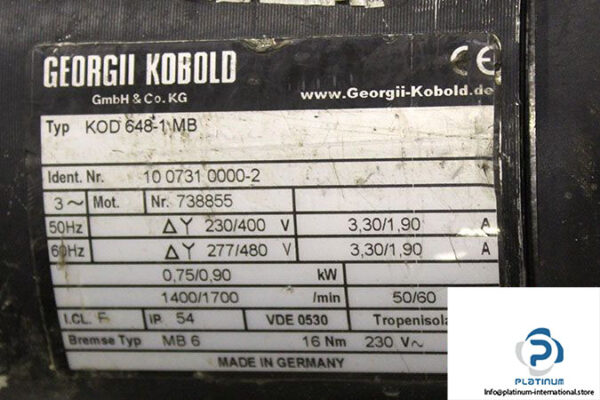 GEORGII KOBOLD
GmbH & Co. KG
www.Georgii-Kobold.de
CE
Typ KOD 648-1 MB
Ident. Nr. 10 0731 0000-2
3~ Mot. Nr. 738855
50Hz Δ Y 230/400 V 3,30/1,90 A
60Hz Δ Y 277/480 V 3,30/1,90 A
0,75/0,90 kW
1400/1700 /min 50/60
I.CL. F IP 54 VDE 0530 Tropenisola
Bremse Typ MB 6 16 Nm 230 V~
MADE IN GERMANY
PLATINUM
Info@platinum-international.store